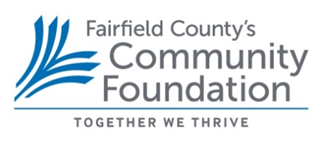 Fairfield County's
Community
Foundation
TOGETHER WE THRIVE